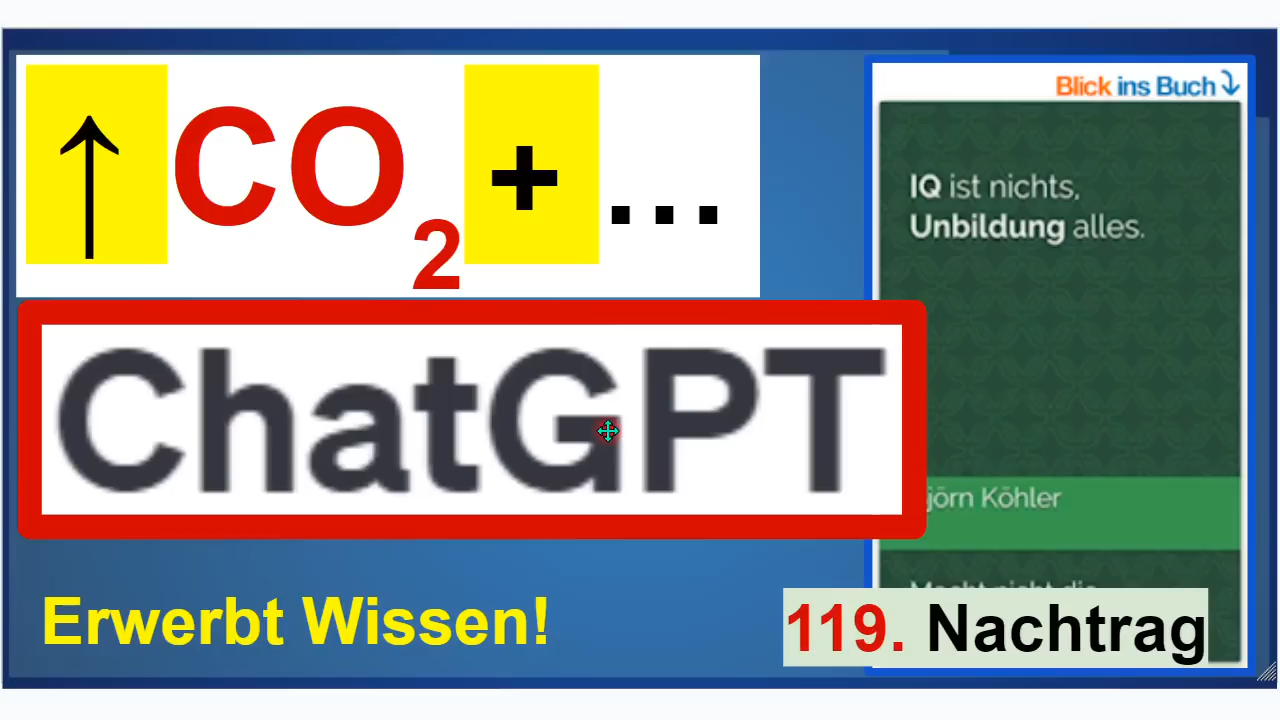 ↑ CO₂ + ...
ChatGPT
Erwerbt Wissen!
Blick ins Buch
IQ ist nichts,
Unbildung alles.
jörn Köhler
119. Nachtrag